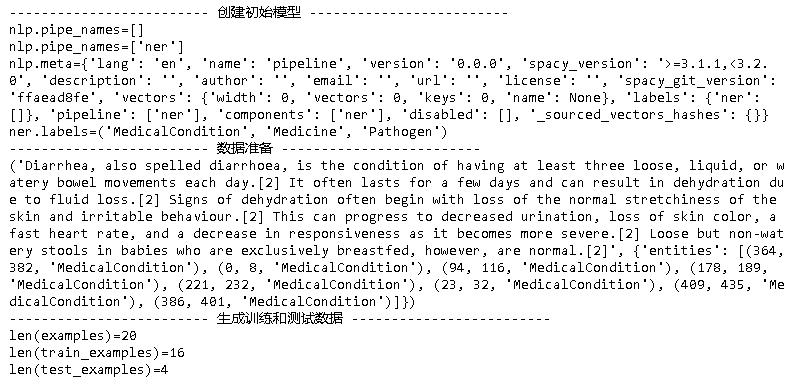 ------------------------ 创建初始模型 ------------------------
nlp.pipe_names=[]
nlp.pipe_names=['ner']
nlp.meta={'lang': 'en', 'name': 'pipeline', 'version': '0.0.0', 'spacy_version': '>=3.1.1,<3.2.
0', 'description': '', 'author': '', 'email': '', 'url': '', 'license': '', 'spacy_git_version':
'ffaead8fe', 'vectors': {'width': 0, 'vectors': 0, 'keys': 0, 'name': None}, 'labels': {'ner':
[]}, 'pipeline': ['ner'], 'components': ['ner'], 'disabled': [], '_sourced_vectors_hashes': {}}
ner.labels=('MedicalCondition', 'Medicine', 'Pathogen')
------------------------ 数据准备 ------------------------
('Diarrhea, also spelled diarrhoea, is the condition of having at least three loose, liquid, or w
atery bowel movements each day.[2] It often lasts for a few days and can result in dehydration du
e to fluid loss.[2] Signs of dehydration often begin with loss of the normal stretchiness of the
skin and irritable behaviour.[2] This can progress to decreased urination, loss of skin color, a
fast heart rate, and a decrease in responsiveness as it becomes more severe.[2] Loose but non-wat
ery stools in babies who are exclusively breastfed, however, are normal.[2]', {'entities': [(364,
382, 'MedicalCondition'), (0, 8, 'MedicalCondition'), (94, 116, 'MedicalCondition'), (178, 189,
'MedicalCondition'), (221, 232, 'MedicalCondition'), (23, 32, 'MedicalCondition'), (409, 435, 'Me
dicalCondition'), (386, 401, 'MedicalCondition')]})
------------------------ 生成训练和测试数据 ------------------------
len(examples)=20
len(train_examples)=16
len(test_examples)=4